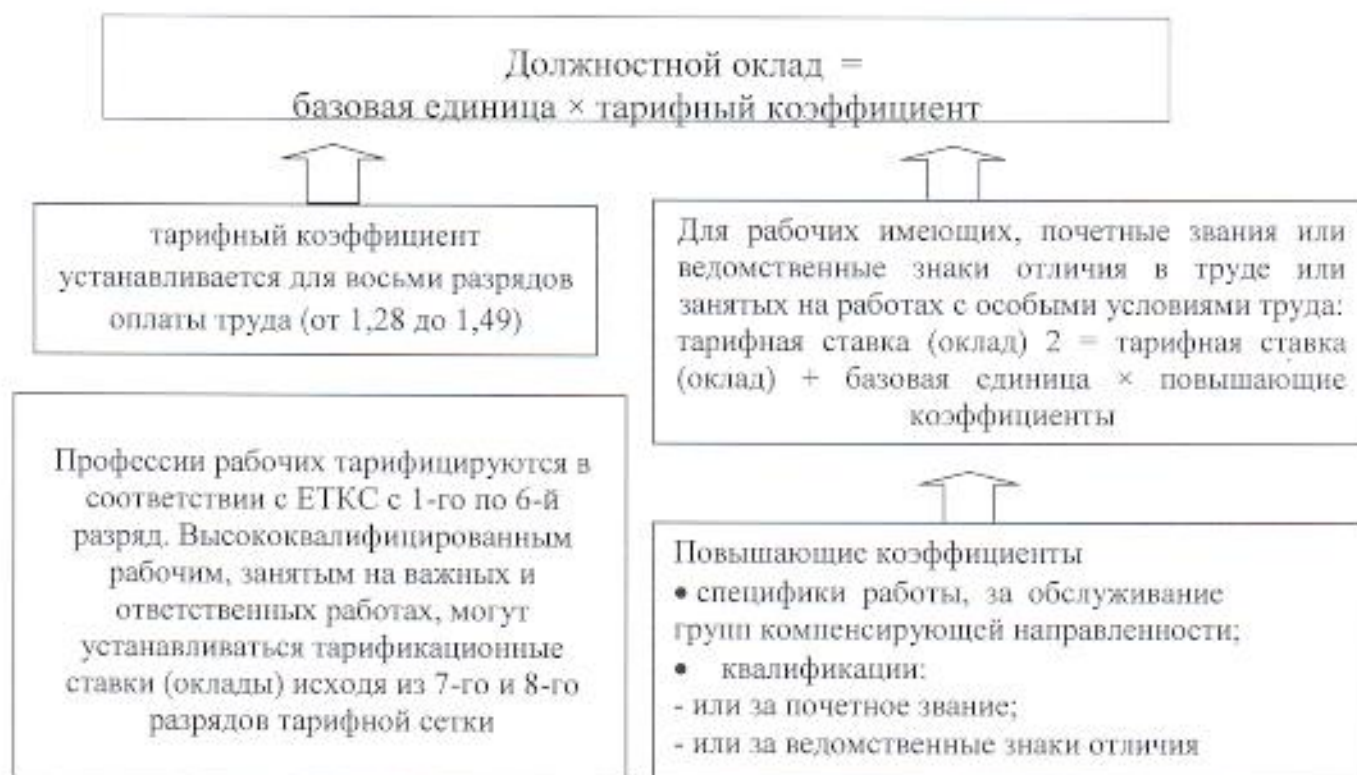 Должностной оклад =
базовая единица × тарифный коэффициент
тарифный коэффициент
устанавливается для восьми разрядов
оплаты труда (от 1,28 до 1,49)
Для рабочих имеющих, почетные звания или
ведомственные знаки отличия в труде или
занятых на работах с особыми условиями труда:
тарифная ставка (оклад) 2 = тарифная ставка
(оклад) + базовая единица × повышающие
коэффициенты
Профессии рабочих тарифицируются в
соответствии с ЕТКС с 1-го по 6-й
разряд. Высококвалифицированным
рабочим, занятым на важных и
ответственных работах, могут
устанавливаться тарификационные
ставки (оклады) исходя из 7-го и 8-го
разрядов тарифной сетки
Повышающие коэффициенты
• специфики работы, за обслуживание
групп компенсирующей направленности;
• квалификации:
- или за почетное звание;
- или за ведомственные знаки отличия